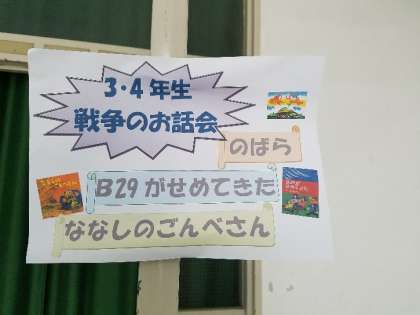 3・4年生
戦争のお話会
のばら
B29がせめてきた
ななしのごんべさん